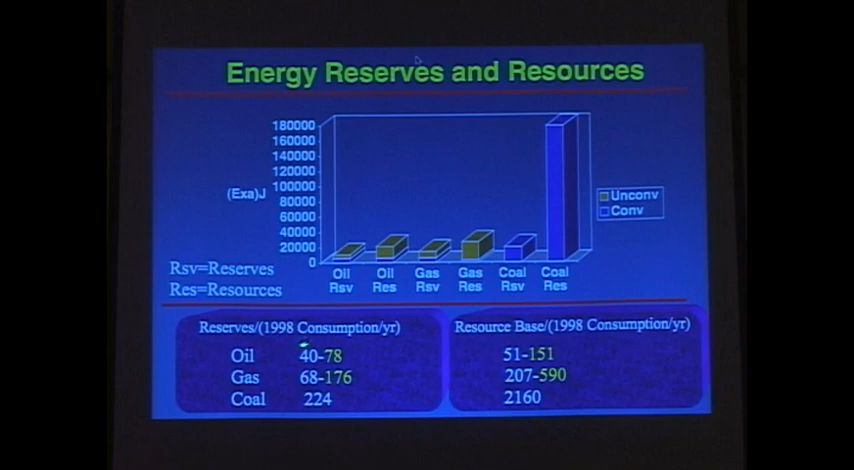 Energy Reserves and Resources
180000
160000
140000
120000
100000
80000
60000
40000
20000
0
(Exa)J
Unconv
Conv
Oil Rsv
Oil Res
Gas Rsv
Gas Res
Coal Rsv
Coal Res
Rsv=Reserves
Res=Resources
Reserves/(1998 Consumption/yr)
Oil 40-78
Gas 68-176
Coal 224
Resource Base/(1998 Consumption/yr)
51-151
207-590
2160